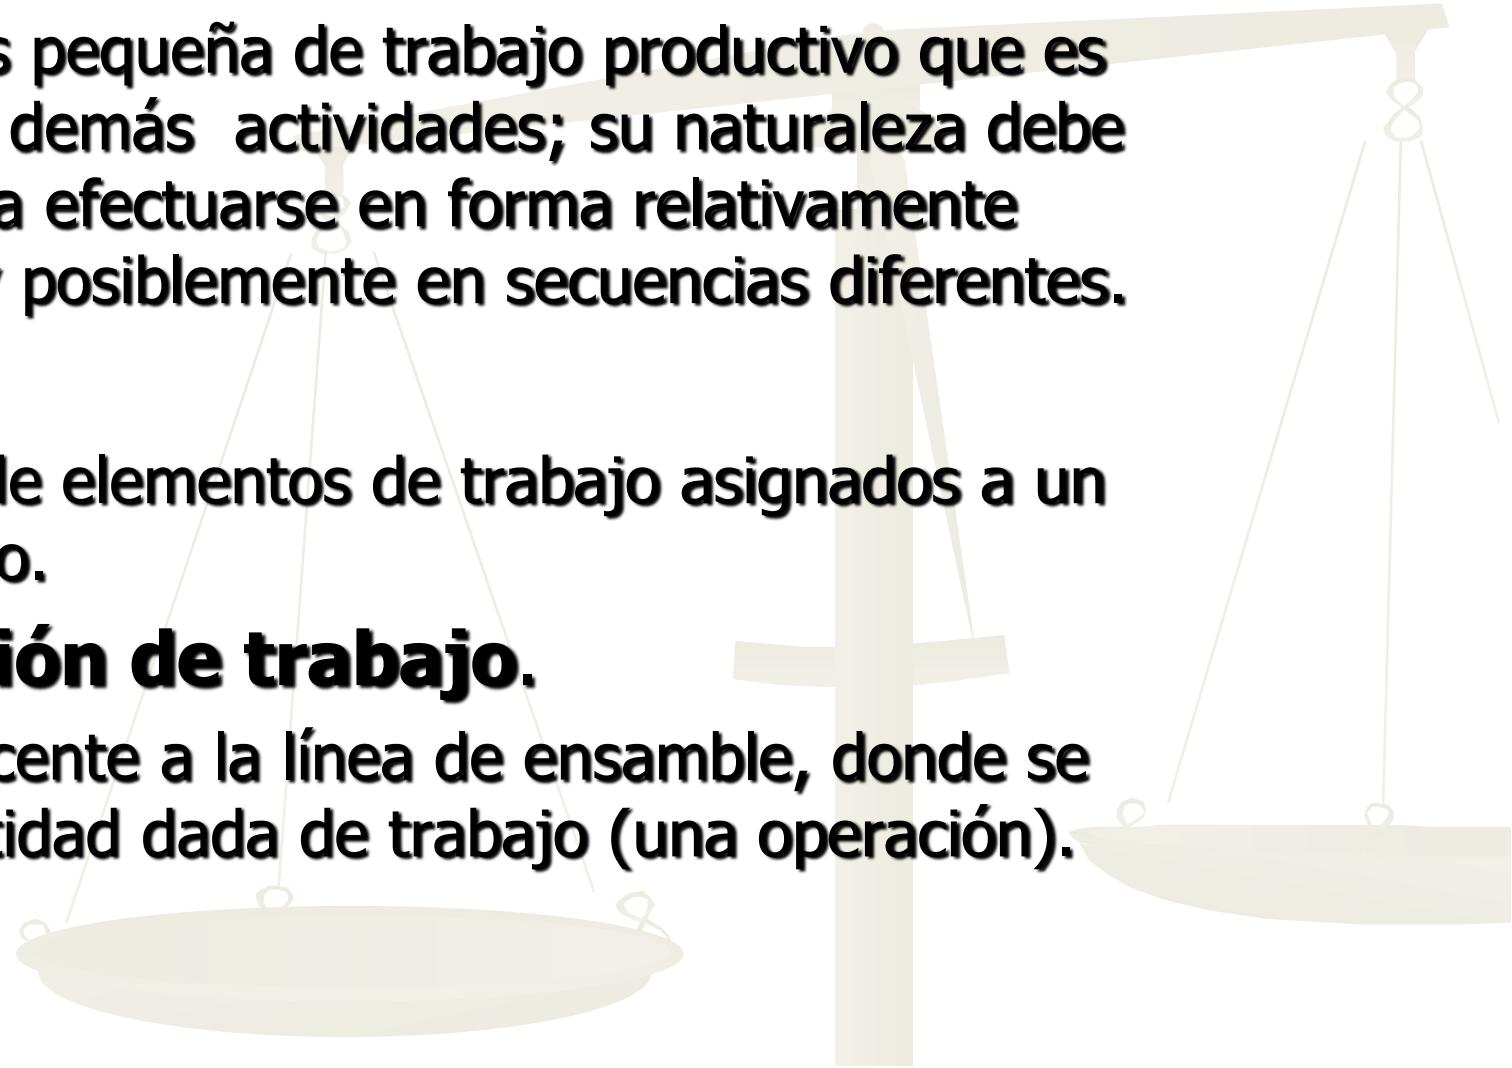 s pequeña de trabajo productivo que es
demás actividades; su naturaleza debe
a efectuarse en forma relativamente
y posiblemente en secuencias diferentes.
de elementos de trabajo asignados a un
o.
ión de trabajo.
cente a la línea de ensamble, donde se
tidad dada de trabajo (una operación).